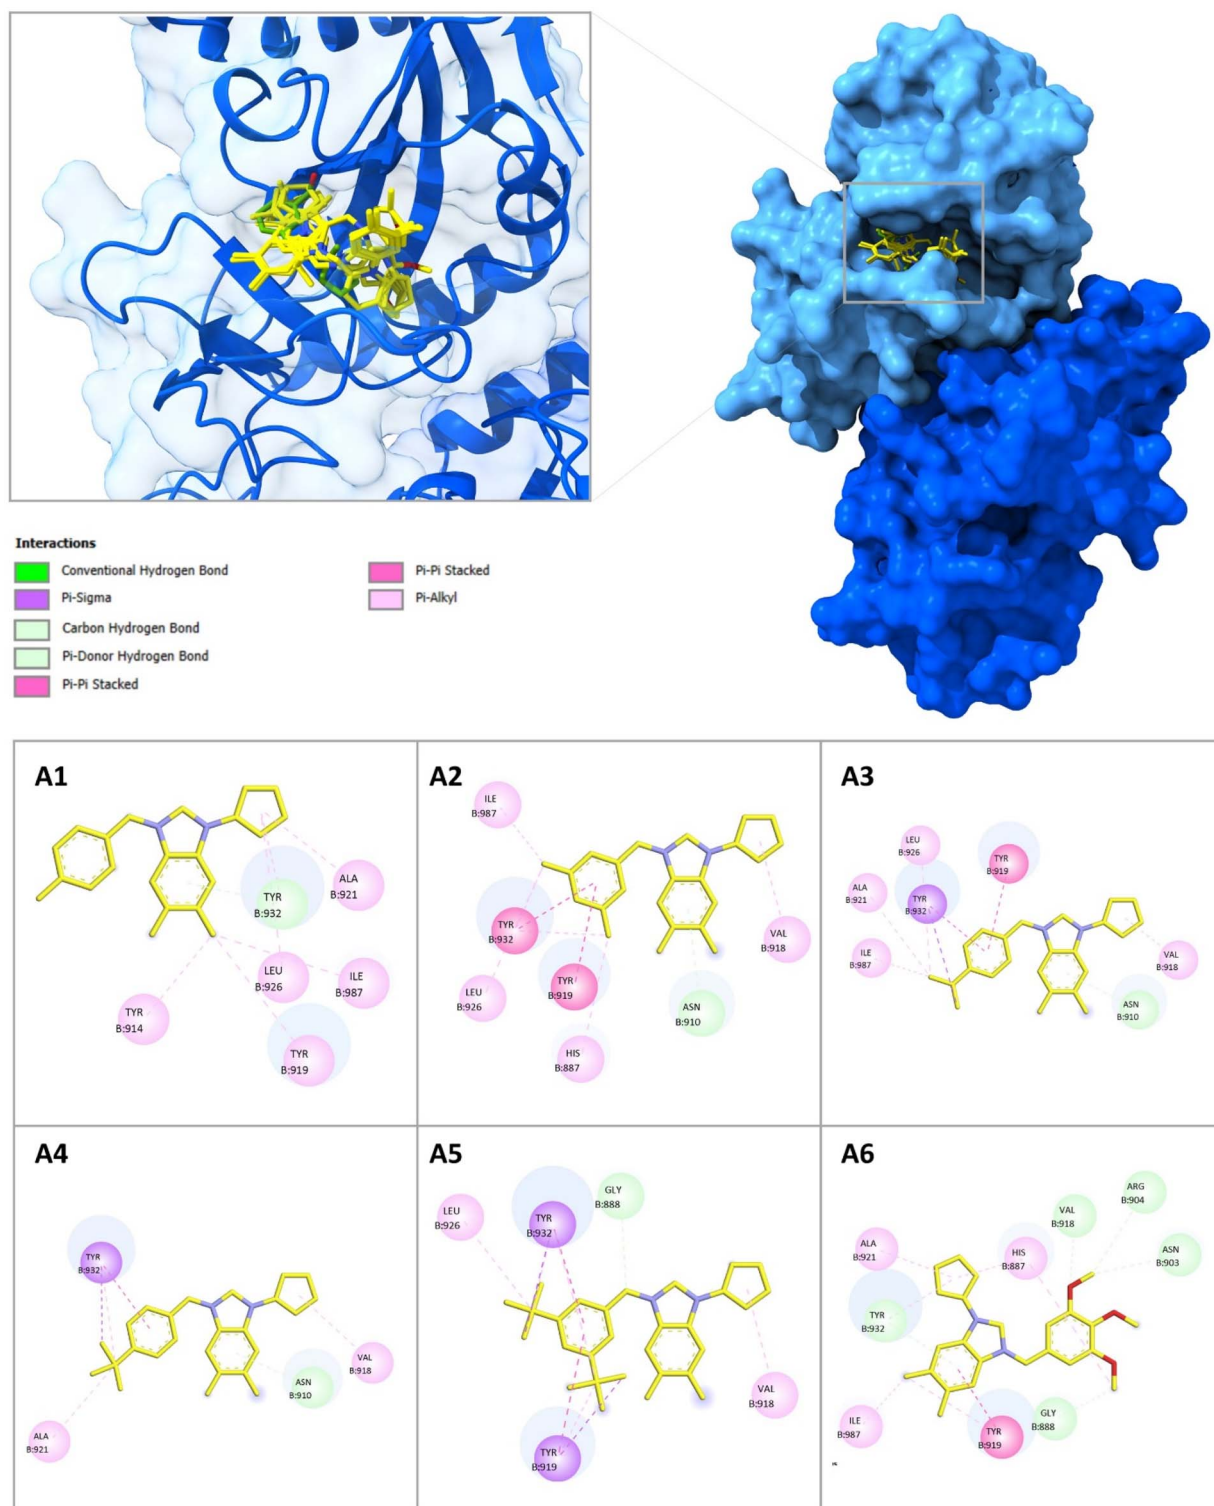 Interactions
Conventional Hydrogen Bond
Pi-Sigma
Carbon Hydrogen Bond
Pi-Donor Hydrogen Bond
Pi-Pi Stacked
Pi-Pi Stacked
Pi-Alkyl
A1
TYR
B:932
ALA
B:921
LEU
B:926
ILE
B:987
TYR
B:914
TYR
B:919
A2
ILE
B:987
TYR
B:932
VAL
B:918
TYR
B:919
LEU
B:926
ASN
B:910
HIS
B:887
A3
LEU
B:926
TYR
B:919
ALA
B:921
TYR
B:932
ILE
B:987
VAL
B:918
ASN
B:910
A4
TYR
B:932
VAL
B:918
ASN
B:910
ALA
B:921
A5
GLY
B:888
LEU
B:926
TYR
B:932
VAL
B:918
TYR
B:919
A6
ARG
B:904
VAL
B:918
ALA
B:921
HIS
B:887
ASN
B:903
TYR
B:932
ILE
B:987
GLY
B:888
TYR
B:919